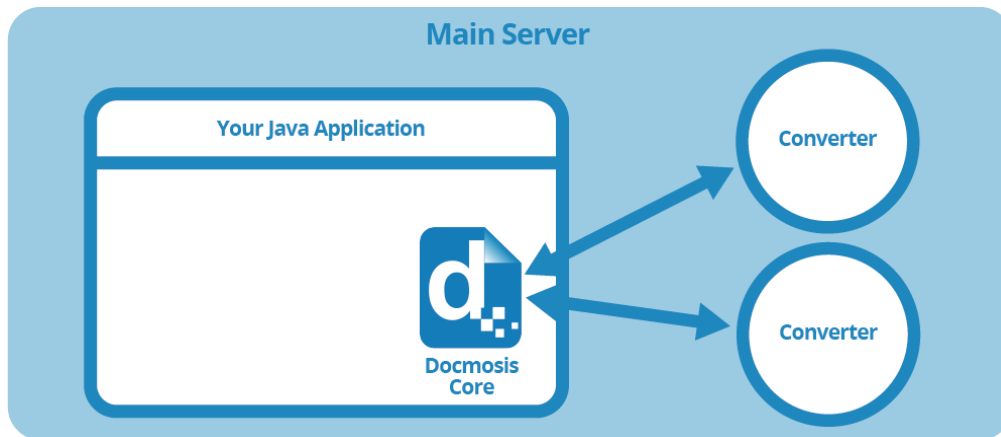 Main Server
Your Java Application
Converter
d
Docmosis
Core
Converter